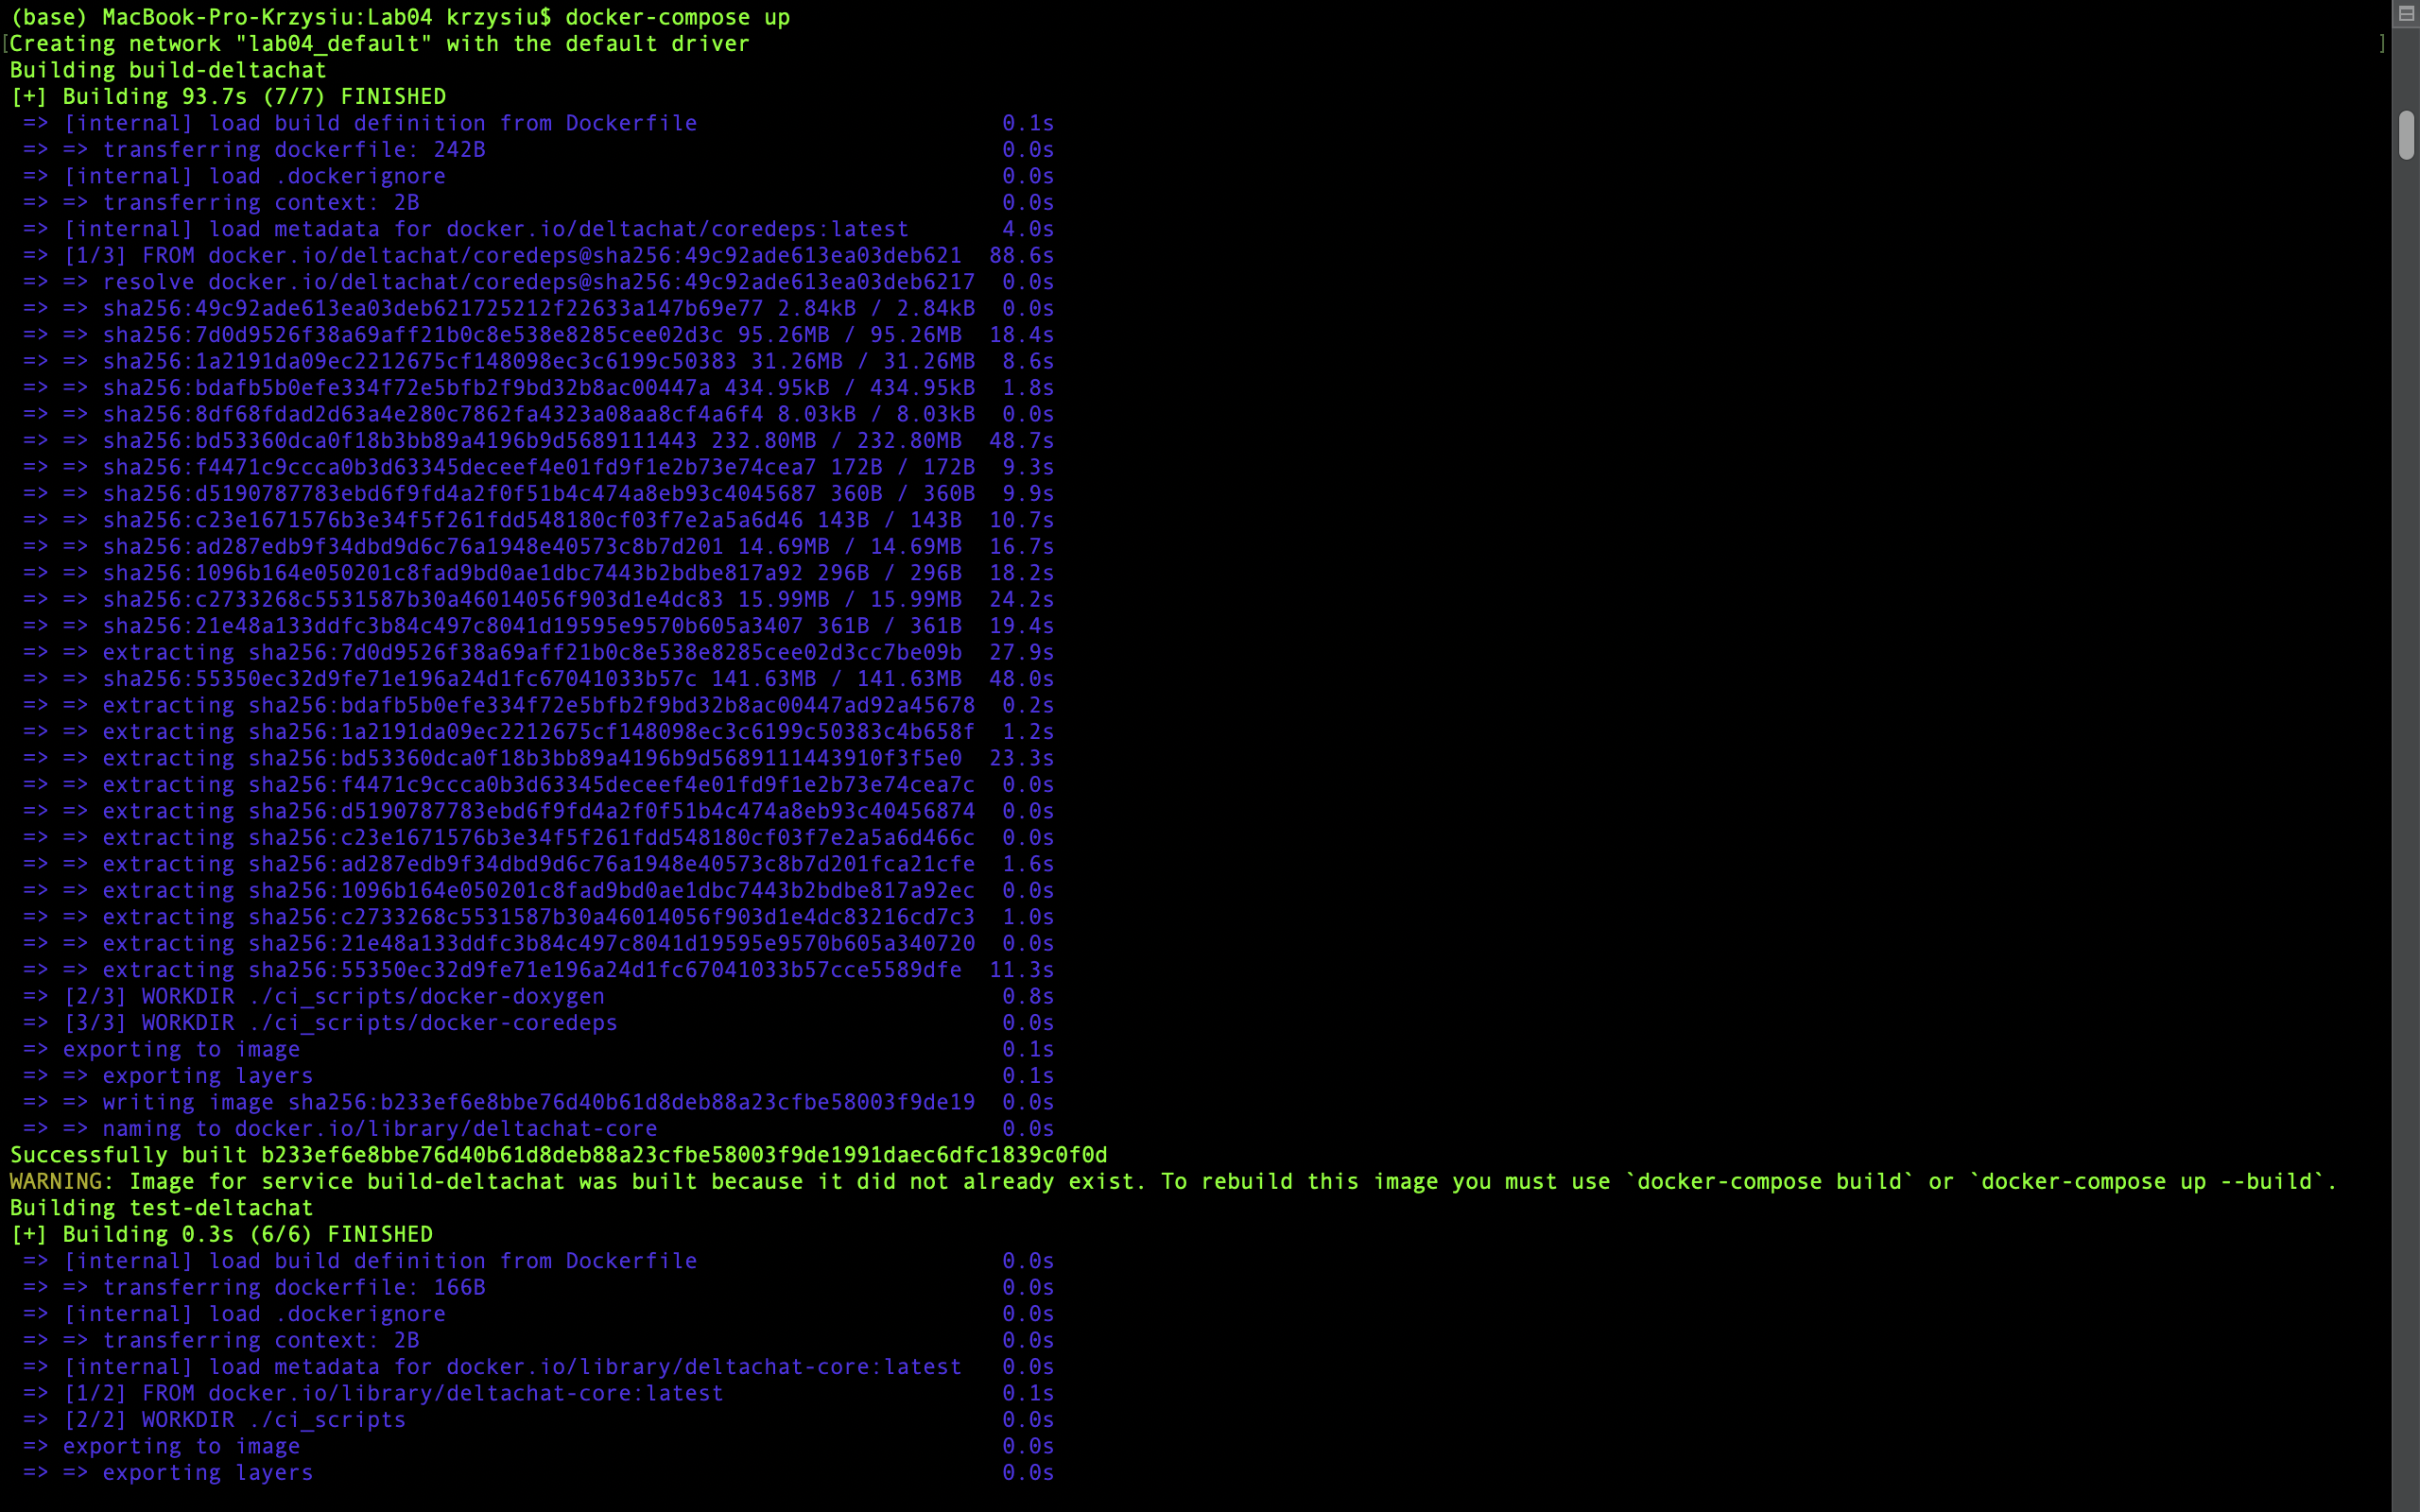 (base) MacBook-Pro-Krzysiu:Lab04 krzysiu$ docker-compose up
[Creating network "lab04_default" with the default driver ]
Building build-deltachat
[+] Building 93.7s (7/7) FINISHED
=> [internal] load build definition from Dockerfile 0.1s
=> => transferring dockerfile: 242B 0.0s
=> [internal] load .dockerignore 0.0s
=> => transferring context: 2B 0.0s
=> [internal] load metadata for docker.io/deltachat/coredeps:latest 4.0s
=> [1/3] FROM docker.io/deltachat/coredeps@sha256:49c92ade613ea03deb621 88.6s
=> => resolve docker.io/deltachat/coredeps@sha256:49c92ade613ea03deb6217 0.0s
=> => sha256:49c92ade613ea03deb621725212f22633a147b69e77 2.84kB / 2.84kB 0.0s
=> => sha256:7d0d9526f38a69aff21b0c8e538e8285cee02d3c 95.26MB / 95.26MB 18.4s
=> => sha256:1a2191da09ec2212675cf148098ec3c6199c50383 31.26MB / 31.26MB 8.6s
=> => sha256:bdafb5b0efe334f72e5bfb2f9bd32b8ac00447a 434.95kB / 434.95kB 1.8s
=> => sha256:8df68fdad2d63a4e280c7862fa4323a08aa8cf4a6f4 8.03kB / 8.03kB 0.0s
=> => sha256:bd53360dca0f18b3bb89a4196b9d5689111443 232.80MB / 232.80MB 48.7s
=> => sha256:f4471c9ccca0b3d63345deceef4e01fd9f1e2b73e74cea7 172B / 172B 9.3s
=> => sha256:d5190787783ebd6f9fd4a2f0f51b4c474a8eb93c4045687 360B / 360B 9.9s
=> => sha256:c23e1671576b3e34f5f261fdd548180cf03f7e2a5a6d46 143B / 143B 10.7s
=> => sha256:ad287edb9f34dbd9d6c76a1948e40573c8b7d201 14.69MB / 14.69MB 16.7s
=> => sha256:1096b164e050201c8fad9bd0ae1dbc7443b2bdbe817a92 296B / 296B 18.2s
=> => sha256:c2733268c5531587b30a46014056f903d1e4dc83 15.99MB / 15.99MB 24.2s
=> => sha256:21e48a133ddfc3b84c497c8041d19595e9570b605a3407 361B / 361B 19.4s
=> => extracting sha256:7d0d9526f38a69aff21b0c8e538e8285cee02d3cc7be09b 27.9s
=> => sha256:55350ec32d9fe71e196a24d1fc67041033b57c 141.63MB / 141.63MB 48.0s
=> => extracting sha256:bdafb5b0efe334f72e5bfb2f9bd32b8ac00447ad92a45678 0.2s
=> => extracting sha256:1a2191da09ec2212675cf148098ec3c6199c50383c4b658f 1.2s
=> => extracting sha256:bd53360dca0f18b3bb89a4196b9d5689111443910f3f5e0 23.3s
=> => extracting sha256:f4471c9ccca0b3d63345deceef4e01fd9f1e2b73e74cea7c 0.0s
=> => extracting sha256:d5190787783ebd6f9fd4a2f0f51b4c474a8eb93c40456874 0.0s
=> => extracting sha256:c23e1671576b3e34f5f261fdd548180cf03f7e2a5a6d466c 0.0s
=> => extracting sha256:ad287edb9f34dbd9d6c76a1948e40573c8b7d201fca21cfe 1.6s
=> => extracting sha256:1096b164e050201c8fad9bd0ae1dbc7443b2bdbe817a92ec 0.0s
=> => extracting sha256:c2733268c5531587b30a46014056f903d1e4dc83216cd7c3 1.0s
=> => extracting sha256:21e48a133ddfc3b84c497c8041d19595e9570b605a340720 0.0s
=> => extracting sha256:55350ec32d9fe71e196a24d1fc67041033b57cce5589dfe 11.3s
=> [2/3] WORKDIR ./ci_scripts/docker-doxygen 0.8s
=> [3/3] WORKDIR ./ci_scripts/docker-coredeps 0.0s
=> exporting to image 0.1s
=> => exporting layers 0.1s
=> => writing image sha256:b233ef6e8bbe76d40b61d8deb88a23cfbe58003f9de19 0.0s
=> => naming to docker.io/library/deltachat-core 0.0s
Successfully built b233ef6e8bbe76d40b61d8deb88a23cfbe58003f9de1991daec6dfc1839c0f0d
WARNING: Image for service build-deltachat was built because it did not already exist. To rebuild this image you must use `docker-compose build` or `docker-compose up --build`.
Building test-deltachat
[+] Building 0.3s (6/6) FINISHED
=> [internal] load build definition from Dockerfile 0.0s
=> => transferring dockerfile: 166B 0.0s
=> [internal] load .dockerignore 0.0s
=> => transferring context: 2B 0.0s
=> [internal] load metadata for docker.io/library/deltachat-core:latest 0.0s
=> [1/2] FROM docker.io/library/deltachat-core:latest 0.1s
=> [2/2] WORKDIR ./ci_scripts 0.0s
=> exporting to image 0.0s
=> => exporting layers 0.0s